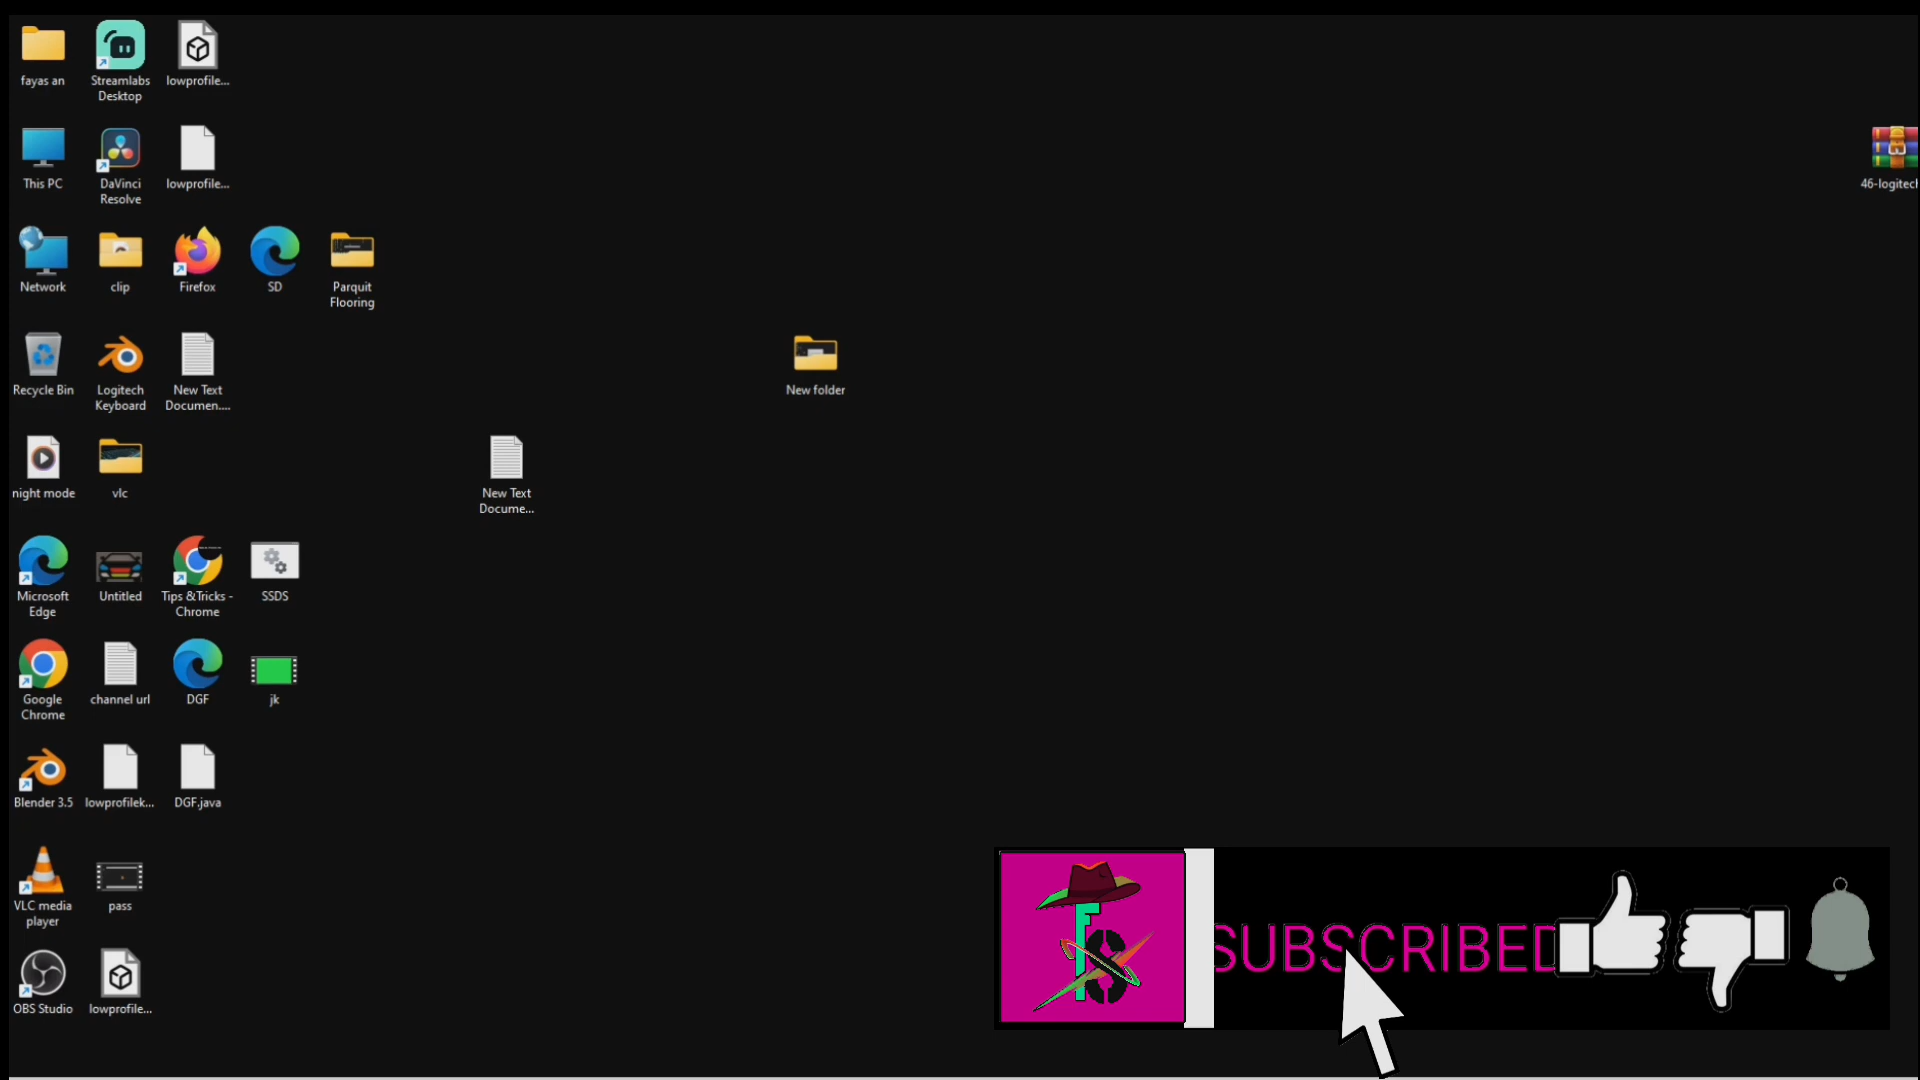 fayas an
Streamlabs
Desktop
lowprofile...
This PC
DaVinci
Resolve
lowprofile...
46-logitech
Network
clip
Firefox
SD
Parquit
Flooring
Recycle Bin
Logitech
Keyboard
New Text
Documen....
New folder
night mode
vlc
New Text
Docume...
Microsoft
Edge
Untitled
Tips &Tricks -
Chrome
SSDS
Google
Chrome
channel url
DGF
jk
Blender 3.5
lowprofilek...
DGF.java
VLC media
player
pass
SUBSCRIBED
OBS Studio
lowprofile...